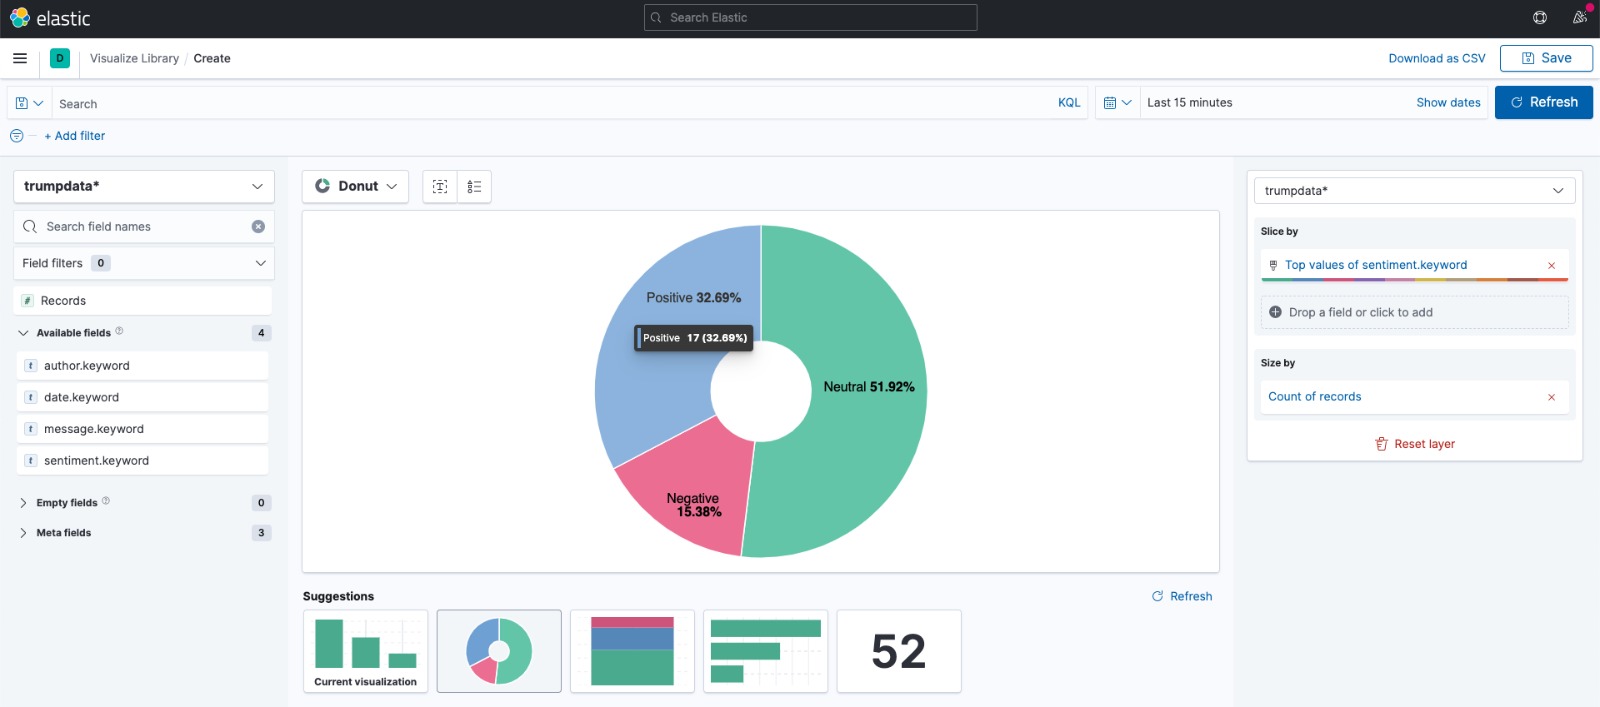 elastic
Search Elastic
D
Visualize Library / Create
Download as CSV
Save
Search
KQL
Last 15 minutes
Show dates
Refresh
+ Add filter
trumpdata*
Search field names
Field filters 0
# Records
Available fields ? 4
t author.keyword
t date.keyword
t message.keyword
t sentiment.keyword
Empty fields ? 0
Meta fields 3
Donut
Positive 32.69%
Positive 17 (32.69%)
Neutral 51.92%
Negative
15.38%
Suggestions
Refresh
Current visualization
52
trumpdata*
Slice by
Top values of sentiment.keyword
Drop a field or click to add
Size by
Count of records
Reset layer